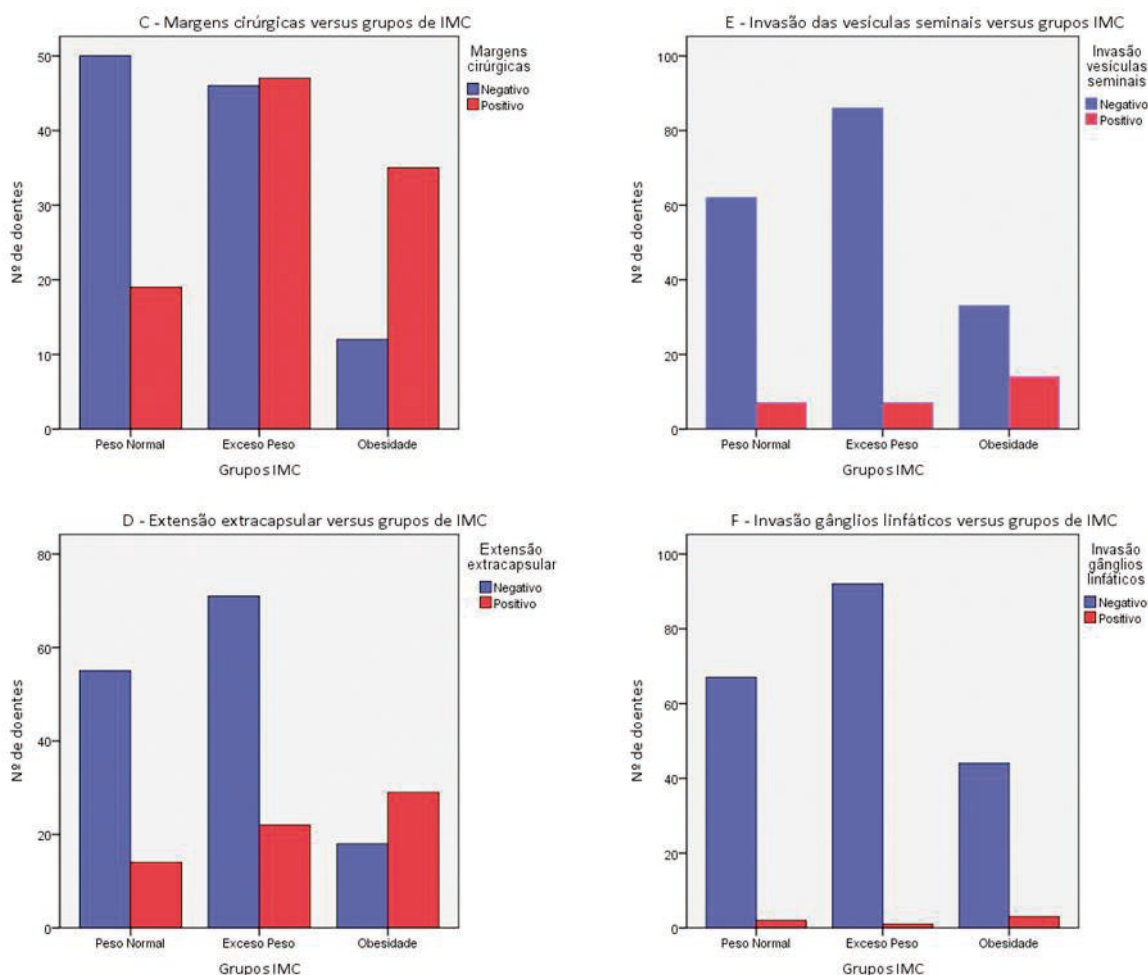 C - Margens cirúrgicas versus grupos de IMC
Margens
cirúrgicas
Negativo
Positivo
Nº de doentes
50
40
30
20
10
0
Peso Normal
Exceso Peso
Obesidade
Grupos IMC
E - Invasão das vesículas seminais versus grupos IMC
Invasão
vesículas
seminais
Negativo
Positivo
Nº de doentes
100
80
60
40
20
0
Peso Normal
Exceso Peso
Obesidade
Grupos IMC
D - Extensão extracapsular versus grupos de IMC
Extensão
extracapsular
Negativo
Positivo
Nº de doentes
80
60
40
20
0
Peso Normal
Exceso Peso
Obesidade
Grupos IMC
F - Invasão gânglios linfáticos versus grupos de IMC
Invasão
gânglios
linfáticos
Negativo
Positivo
Nº de doentes
100
80
60
40
20
0
Peso Normal
Exceso Peso
Obesidade
Grupos IMC